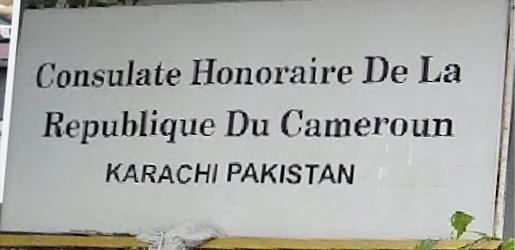 Consulate Honoraire De La
Republique Du Cameroun
KARACHI PAKISTAN